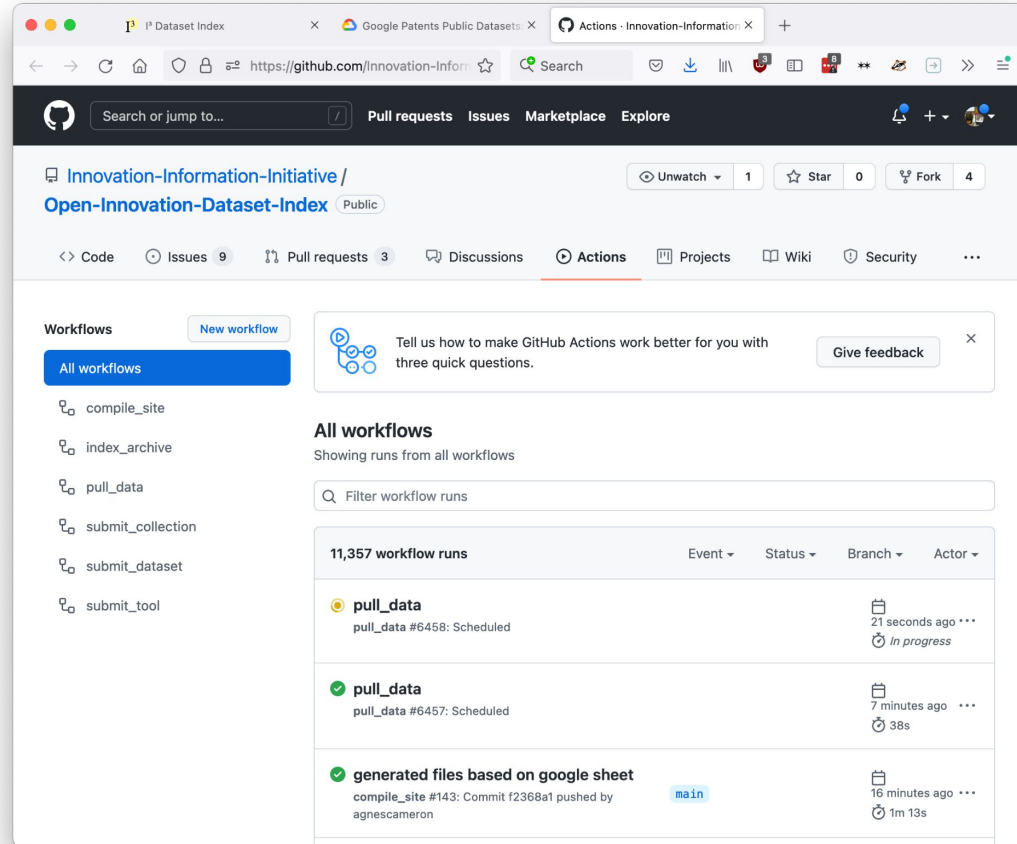 I³ I³ Dataset Index × Google Patents Public Datasets: × Actions · Innovation-Information × +
https://github.com/Innovation-Inform Search 3 8
Search or jump to... / Pull requests Issues Marketplace Explore
Innovation-Information-Initiative /
Open-Innovation-Dataset-Index Public
Unwatch 1 Star 0 Fork 4
Code Issues 9 Pull requests 3 Discussions Actions Projects Wiki Security ...
Workflows New workflow
All workflows
compile_site
index_archive
pull_data
submit_collection
submit_dataset
submit_tool
Tell us how to make GitHub Actions work better for you with
three quick questions.
Give feedback
All workflows
Showing runs from all workflows
Filter workflow runs
11,357 workflow runs Event Status Branch Actor
pull_data
pull_data #6458: Scheduled
21 seconds ago ...
In progress
pull_data
pull_data #6457: Scheduled
7 minutes ago ...
38s
generated files based on google sheet
compile_site #143: Commit f2368a1 pushed by
agnescameron
main
16 minutes ago ...
1m 13s